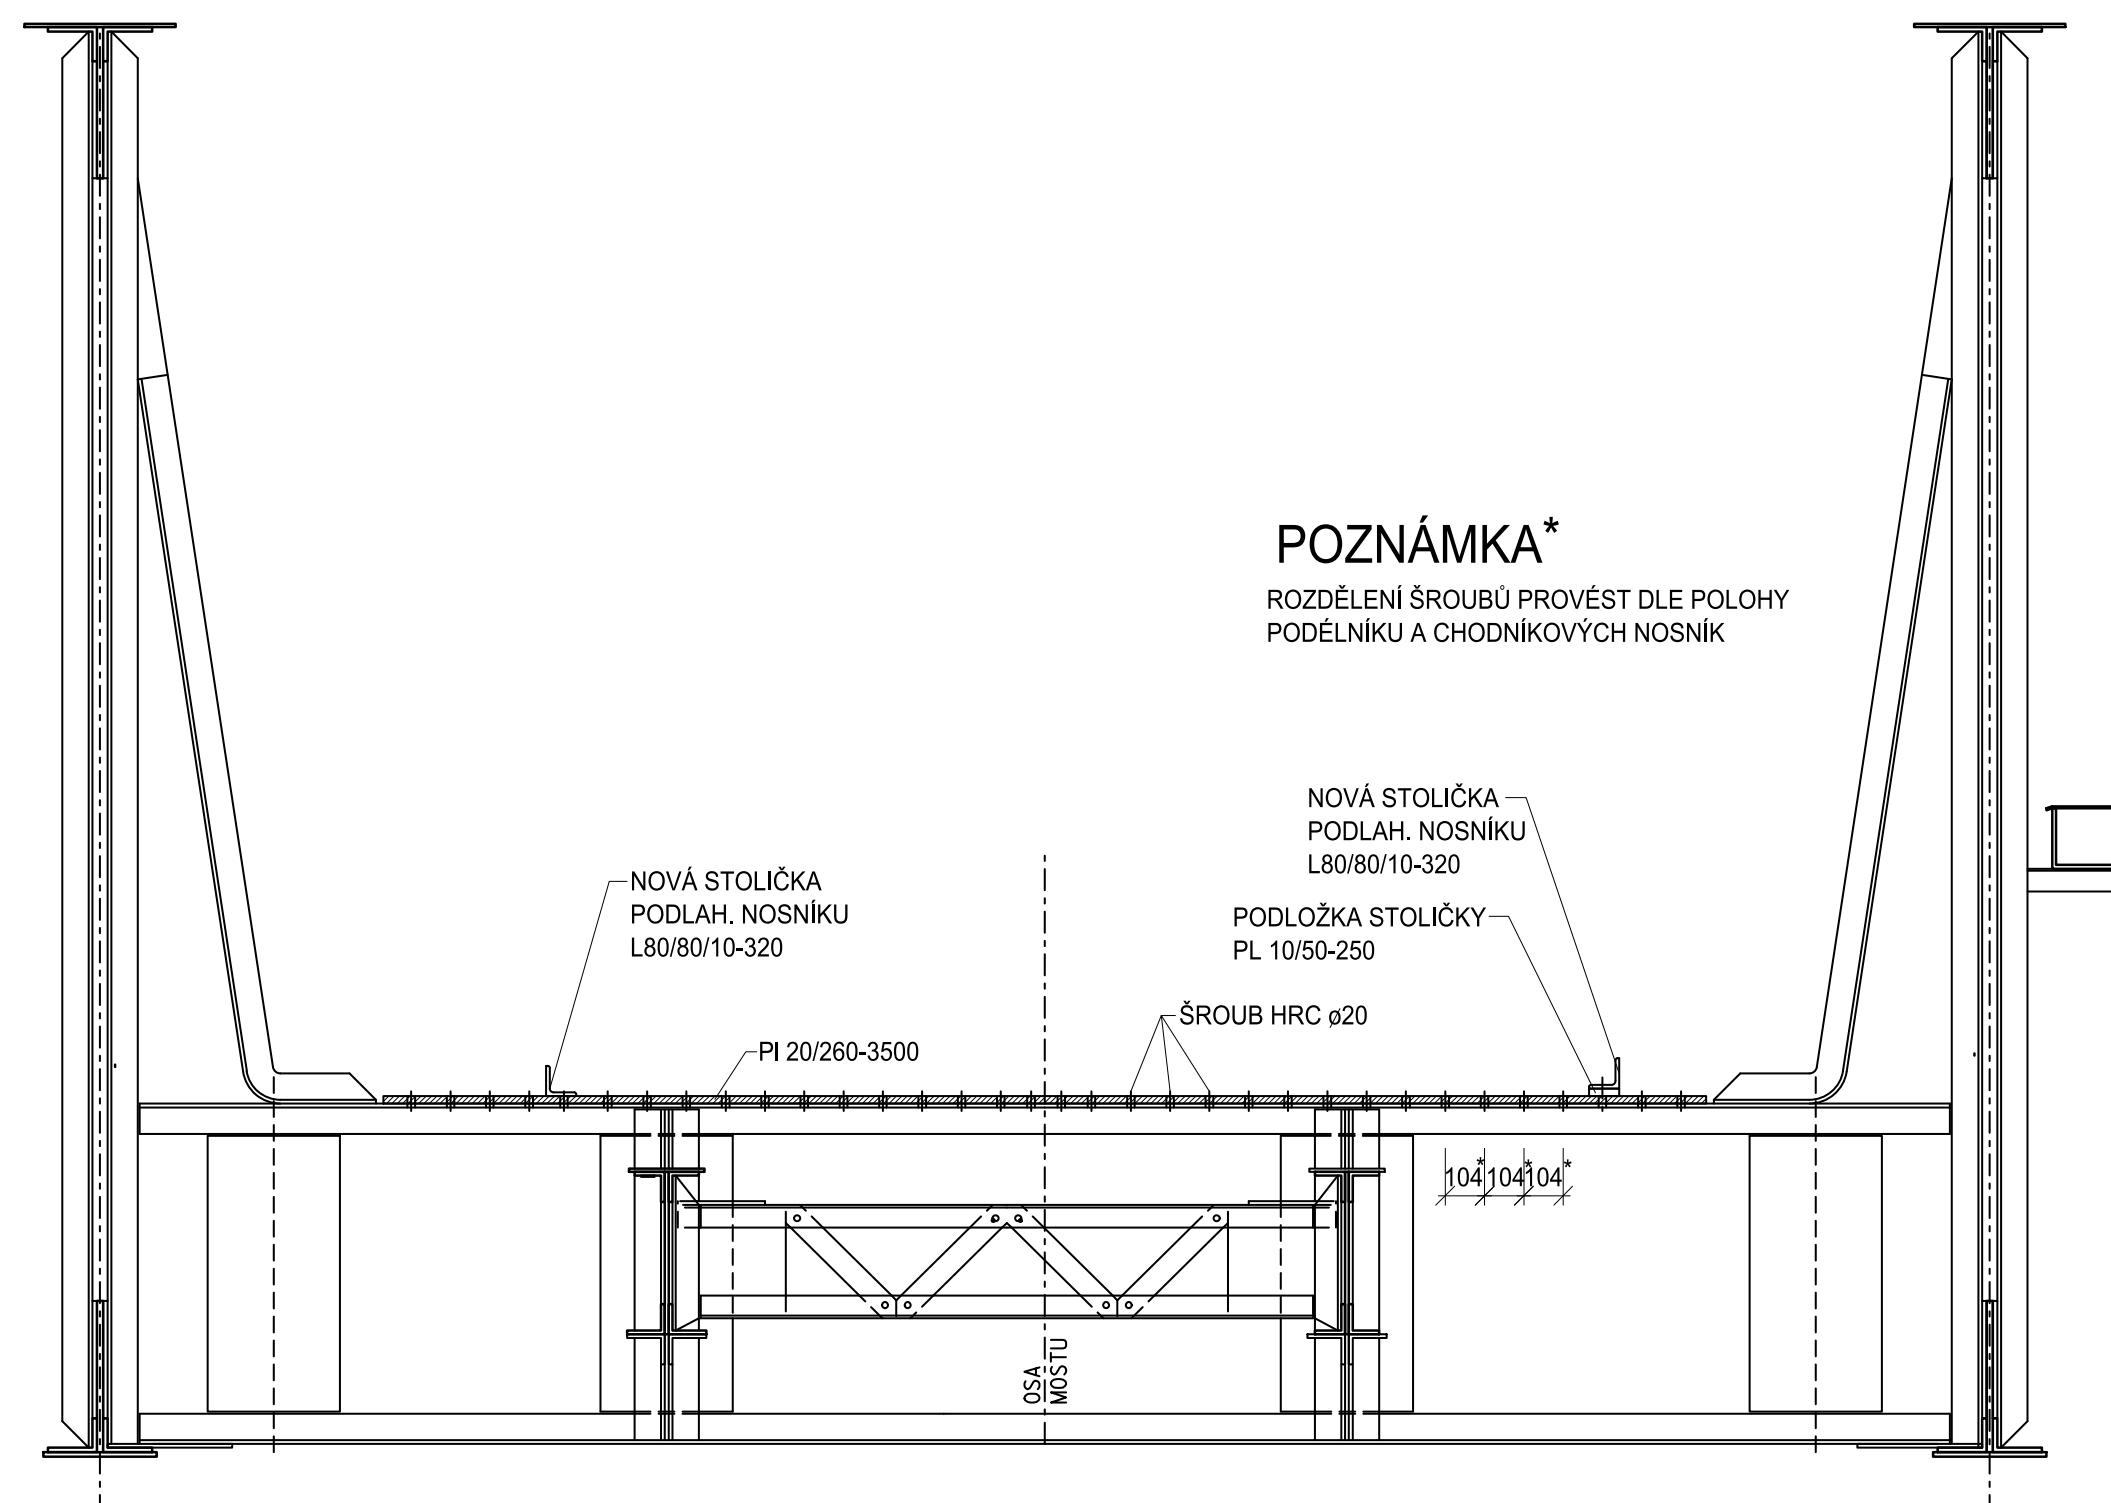 POZNÁMKA*
ROZDĚLENÍ ŠROUBŮ PROVÉST DLE POLOHY
PODÉLNÍKU A CHODNÍKOVÝCH NOSNÍK
NOVÁ STOLIČKA
PODLAH. NOSNÍKU
L80/80/10-320
NOVÁ STOLIČKA
PODLAH. NOSNÍKU
L80/80/10-320
PODLOŽKA STOLIČKY
PL 10/50-250
ŠROUB HRC ø20
PI 20/260-3500
104* 104* 104*
OSA
MOSTU